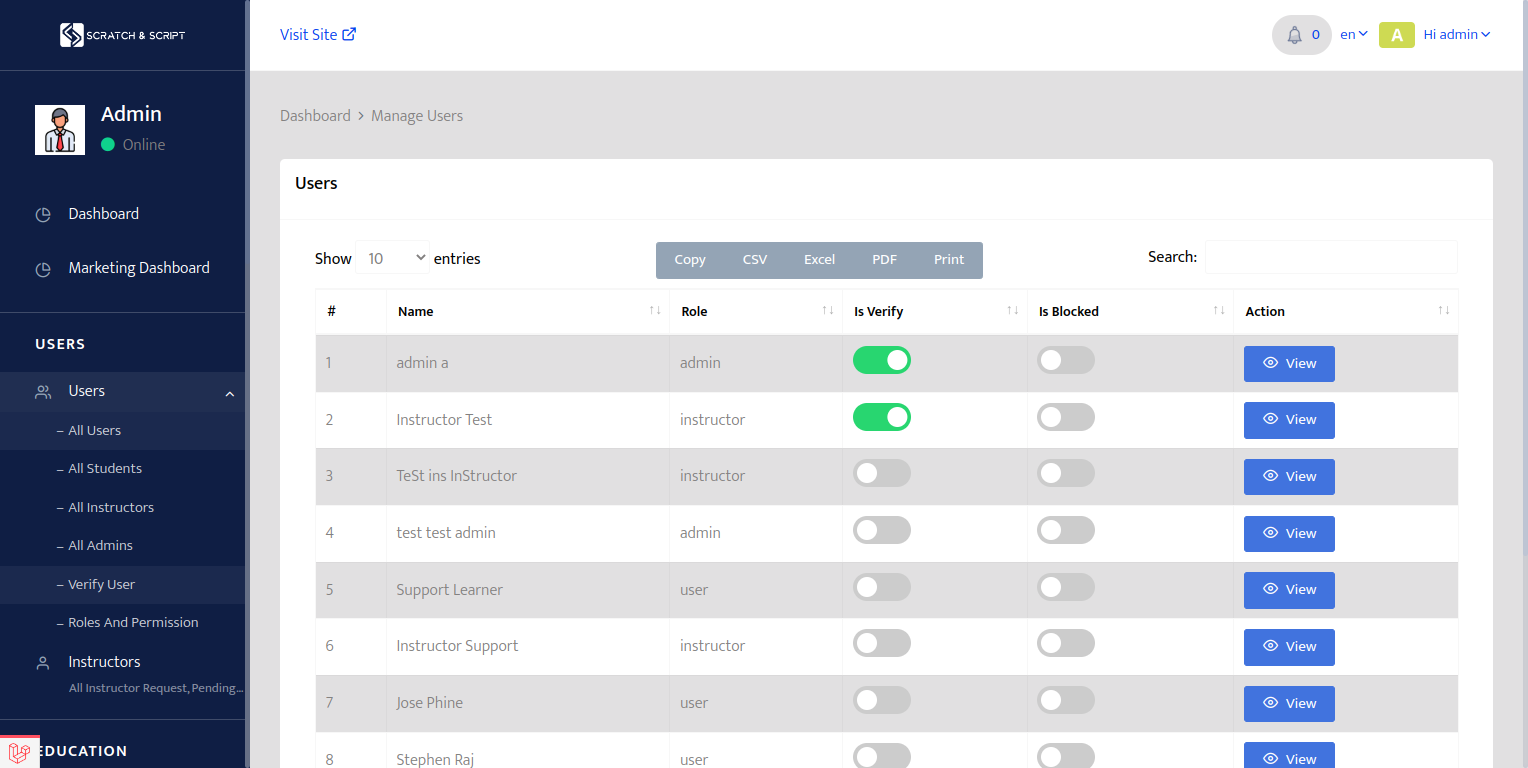 SCRATCH & SCRIPT
Visit Site
0
en
A
Hi admin
Admin
Online
Dashboard > Manage Users
Dashboard
Marketing Dashboard
USERS
Users
– All Users
– All Students
– All Instructors
– All Admins
– Verify User
– Roles And Permission
Instructors
All Instructor Request, Pending...
EDUCATION
Users
Show 10 entries
Copy CSV Excel PDF Print
Search:
# Name Role Is Verify Is Blocked Action
1 admin a admin View
2 Instructor Test instructor View
3 TeSt ins InStructor instructor View
4 test test admin admin View
5 Support Learner user View
6 Instructor Support instructor View
7 Jose Phine user View
8 Stephen Raj user View